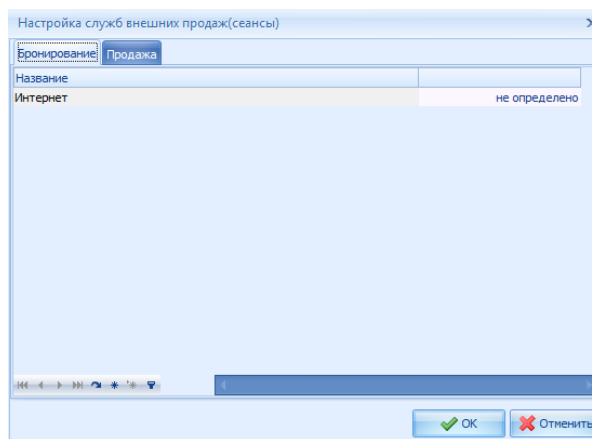 Настройка служб внешних продаж(сеансы)
Бронирование Продажа
Название
Интернет не определено
OK Отменить